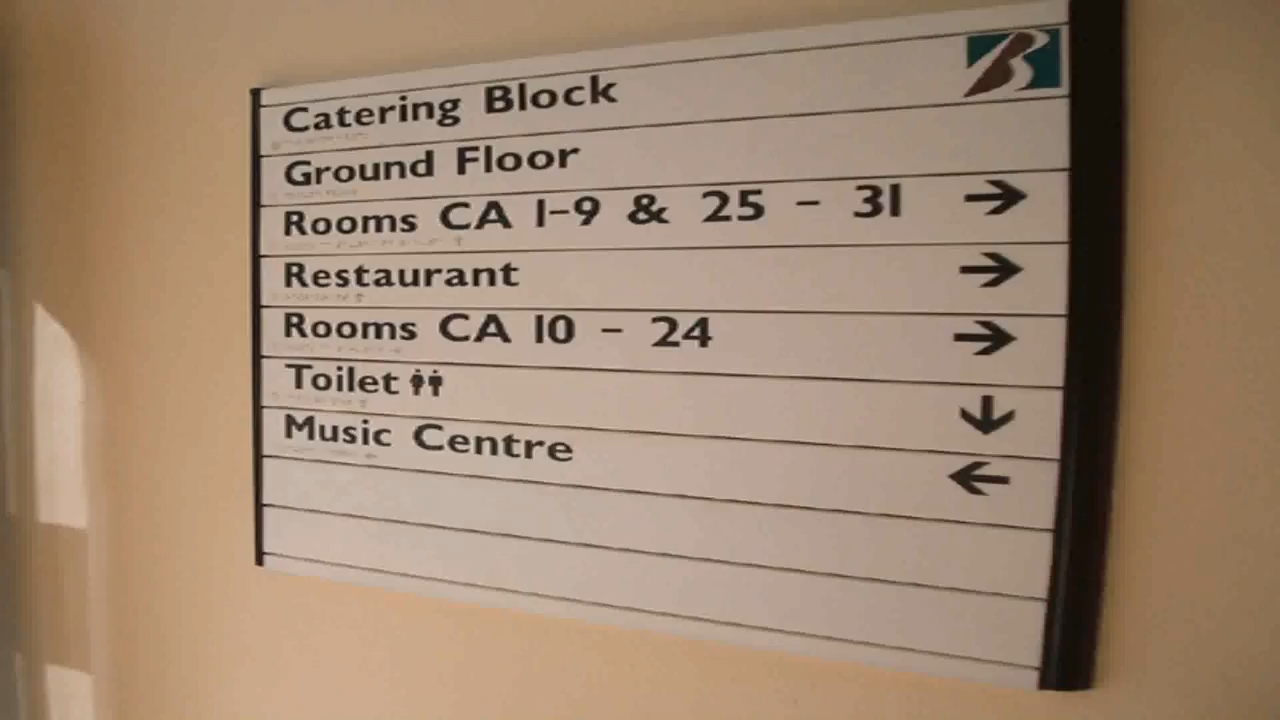 Catering Block
Ground Floor
Rooms CA 1-9 & 25 - 31 →
Restaurant →
Rooms CA 10 - 24 →
Toilet ↓
Music Centre ←